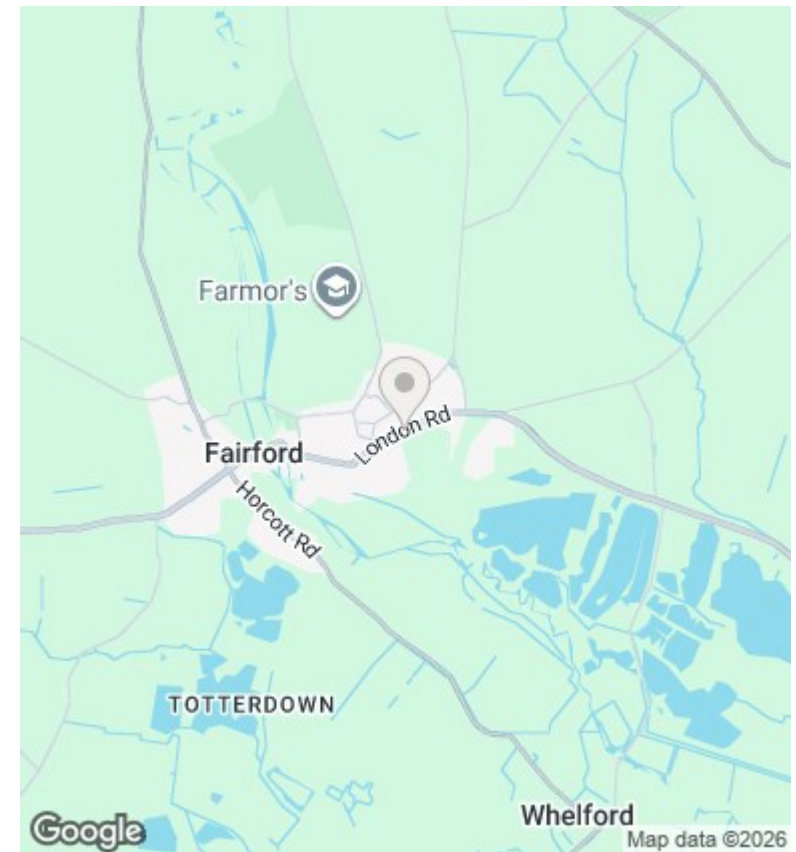 Farmor's
London Rd
Fairford
Horcott Rd
TOTTERDOWN
Whelford
Google
Map data ©2026